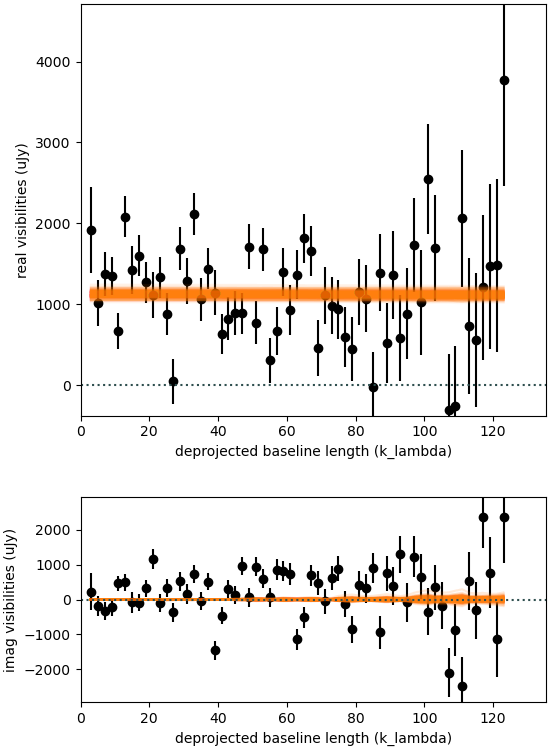 4000
3000
2000
1000
0
real visibilities (uJy)
0 20 40 60 80 100 120
deprojected baseline length (k_lambda)
2000
1000
0
−1000
−2000
imag visibilities (uJy)
0 20 40 60 80 100 120
deprojected baseline length (k_lambda)